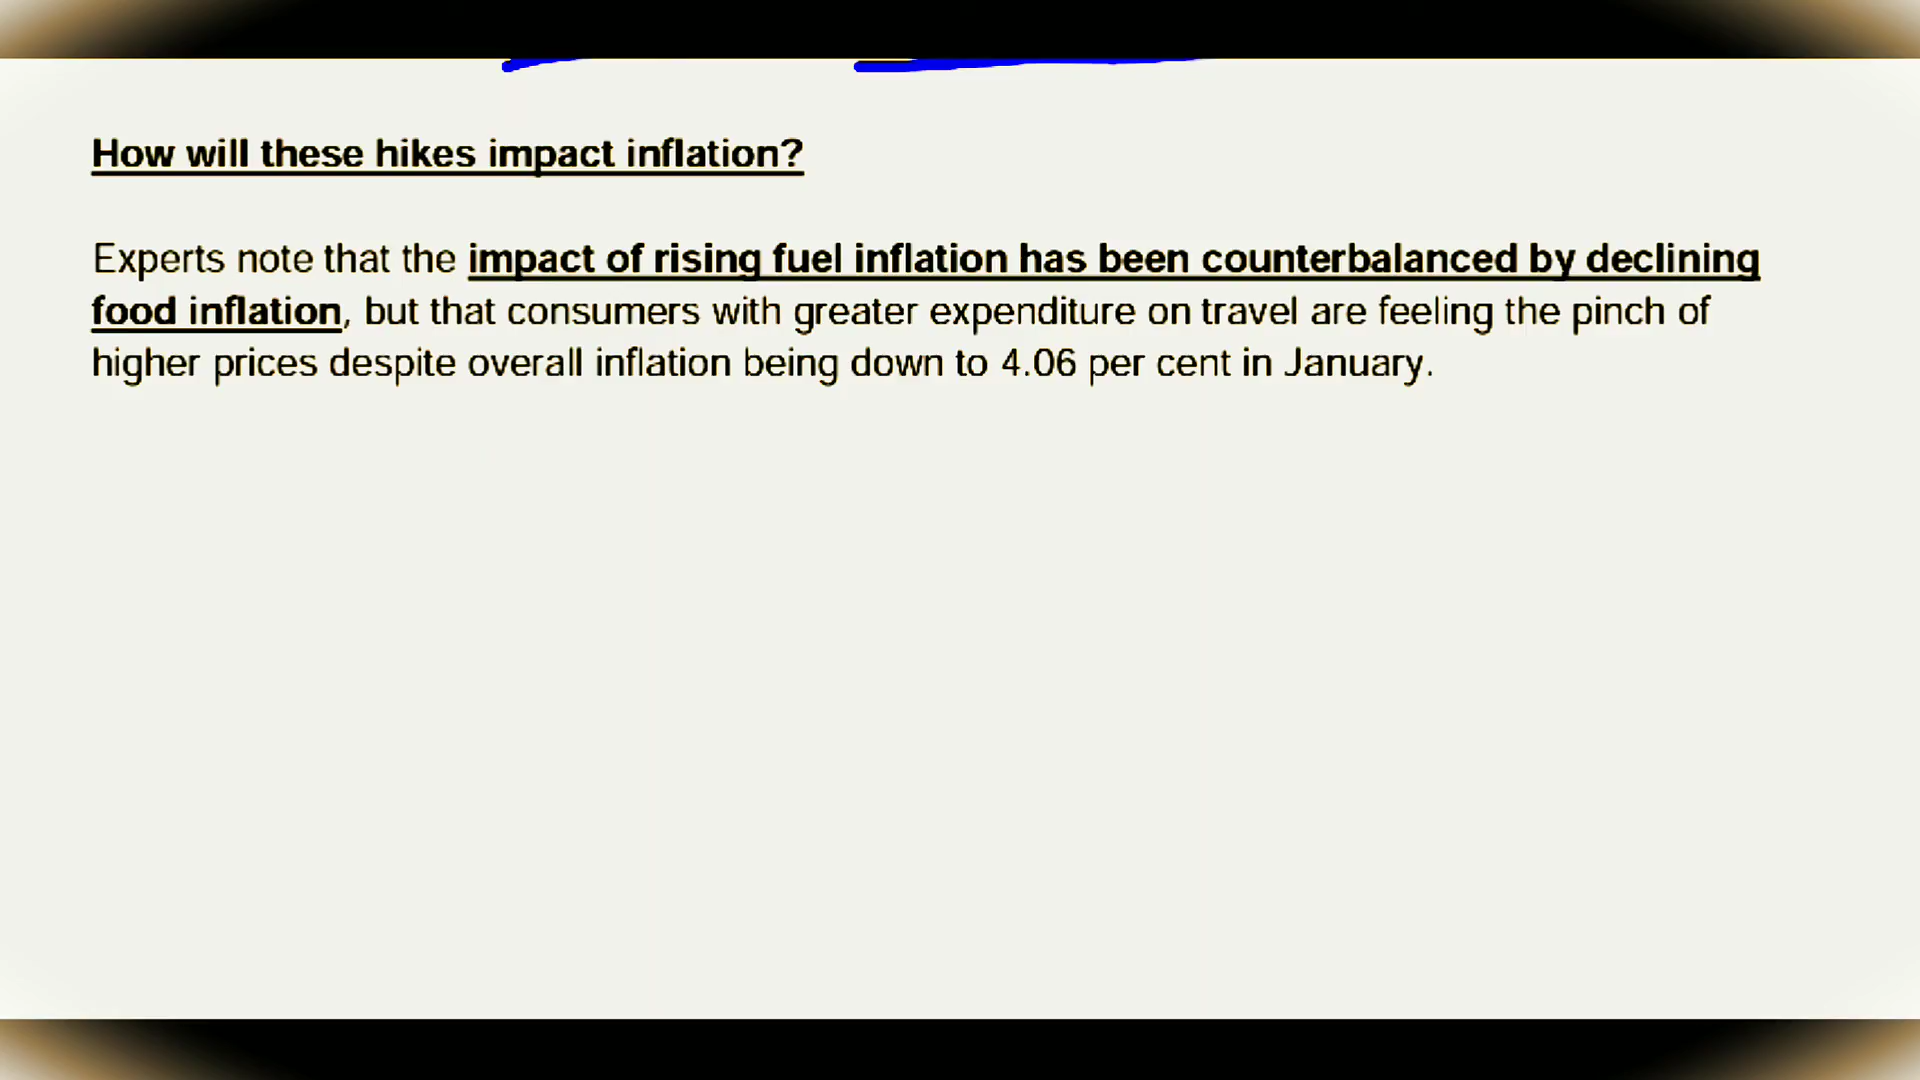 How will these hikes impact inflation?
Experts note that the impact of rising fuel inflation has been counterbalanced by declining
food inflation, but that consumers with greater expenditure on travel are feeling the pinch of
higher prices despite overall inflation being down to 4.06 per cent in January.